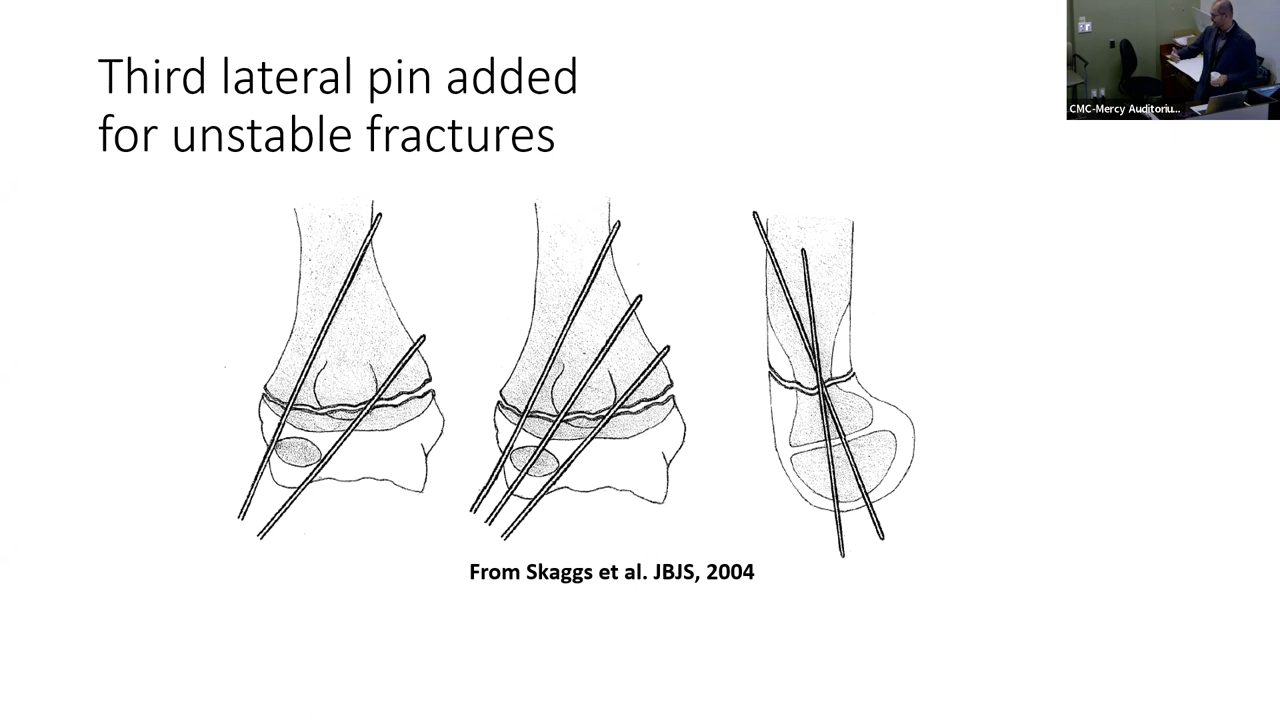 Third lateral pin added
for unstable fractures
CMC-Mercy Auditoriu...
From Skaggs et al. JBJS, 2004